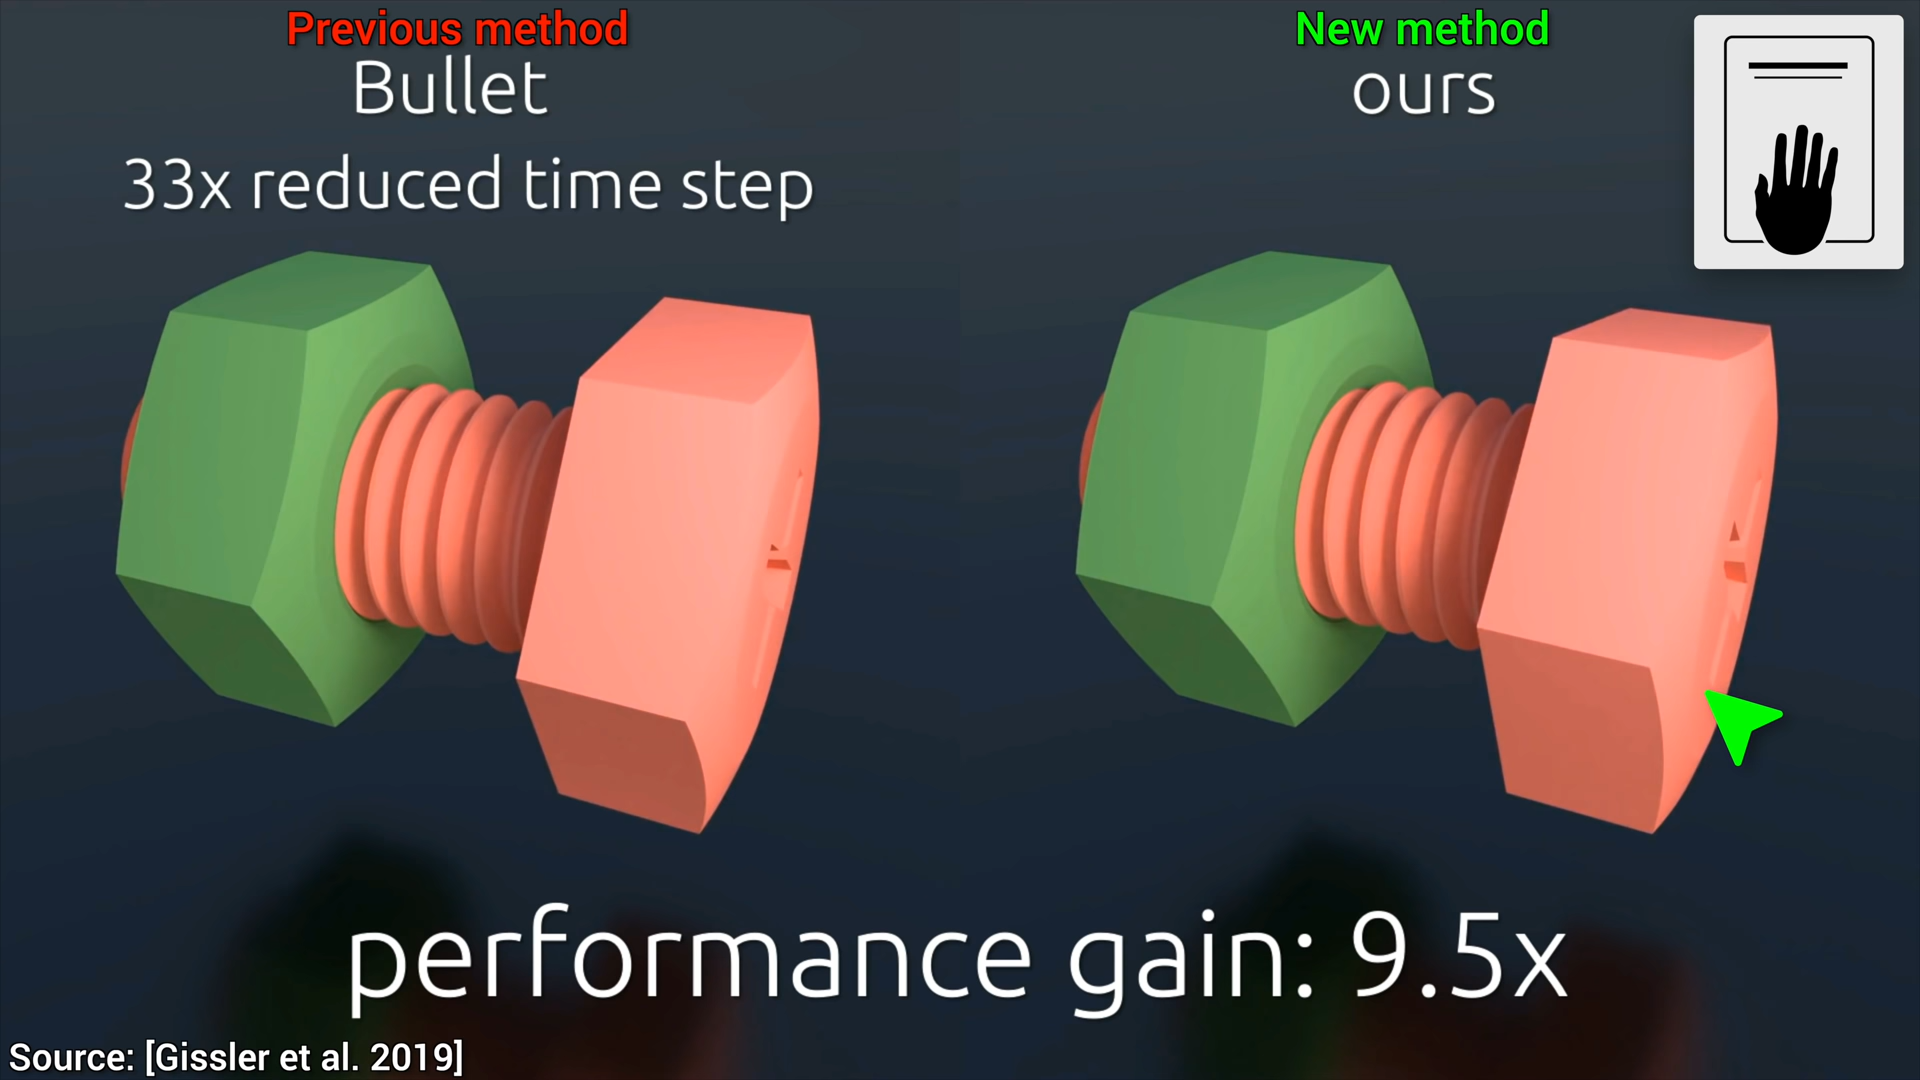 Previous method
Bullet
33x reduced time step
New method
ours
performance gain: 9.5x
Source: [Gissler et al. 2019]